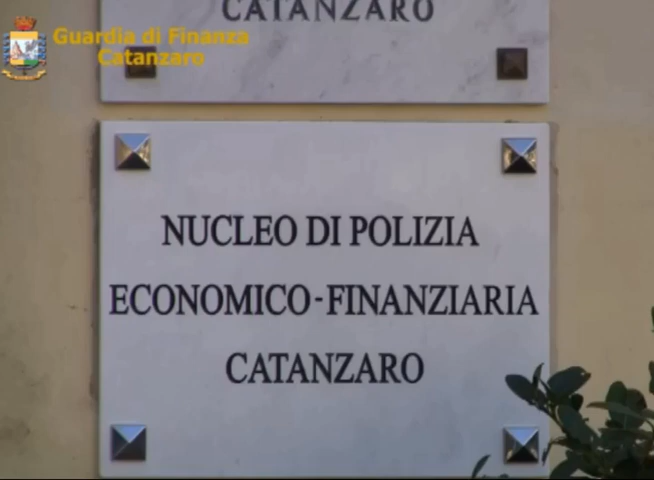 CATANZARO
Guardia di Finanza
Catanzaro
NUCLEO DI POLIZIA
ECONOMICO-FINANZIARIA
CATANZARO